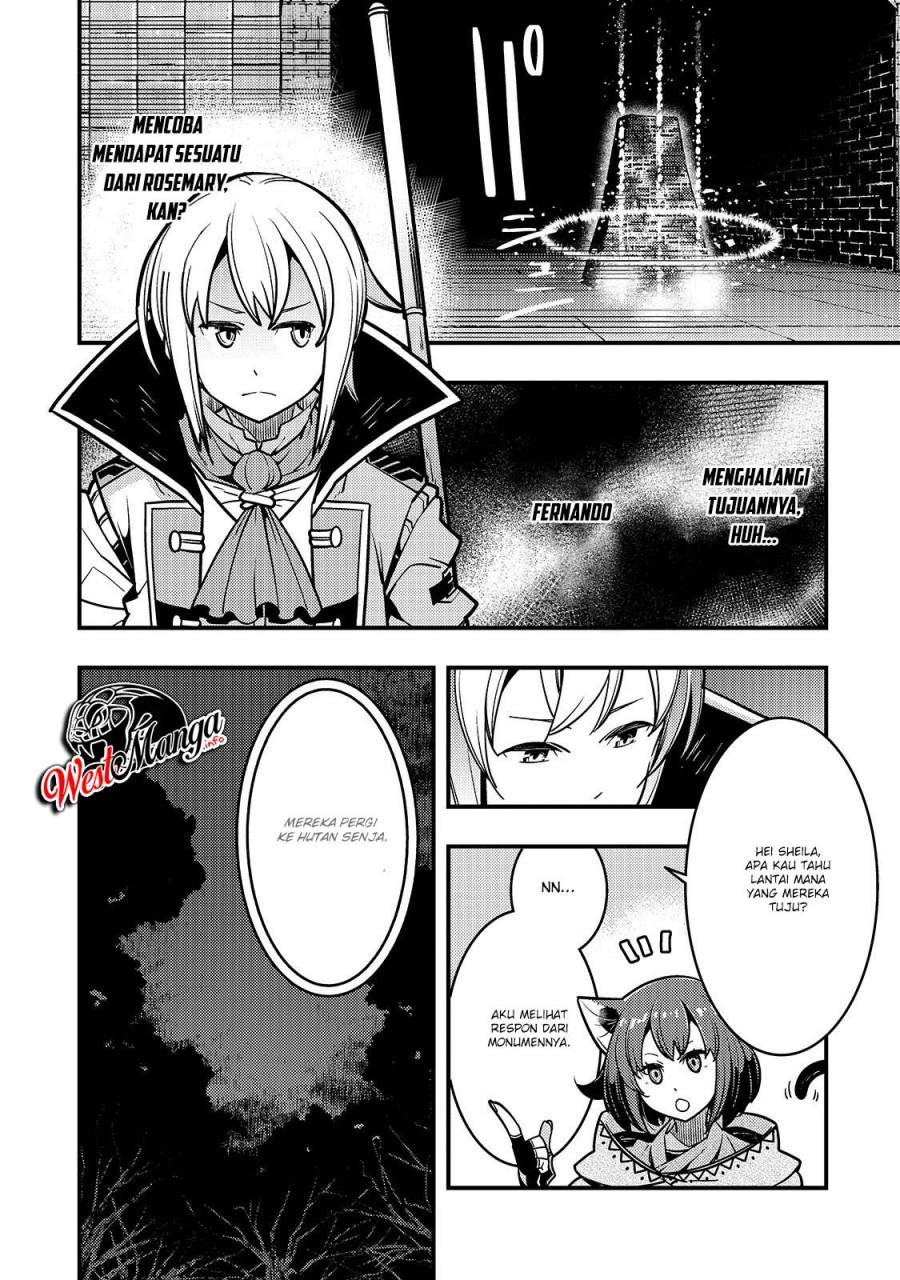 MENCOBA
MENDAPAT SESUATU
DARI ROSEMARY,
KAN?
MENGHALANGI
TUJUANNYA,
HUH...
FERNANDO
HEI SHEILA,
APA KAU TAHU
LANTAI MANA
YANG MEREKA
TUJU?
NN...
AKU MELIHAT
RESPON DARI
MONUMENNYA.
MEREKA PERGI
KE HUTAN SENJA.
WestManga
.info